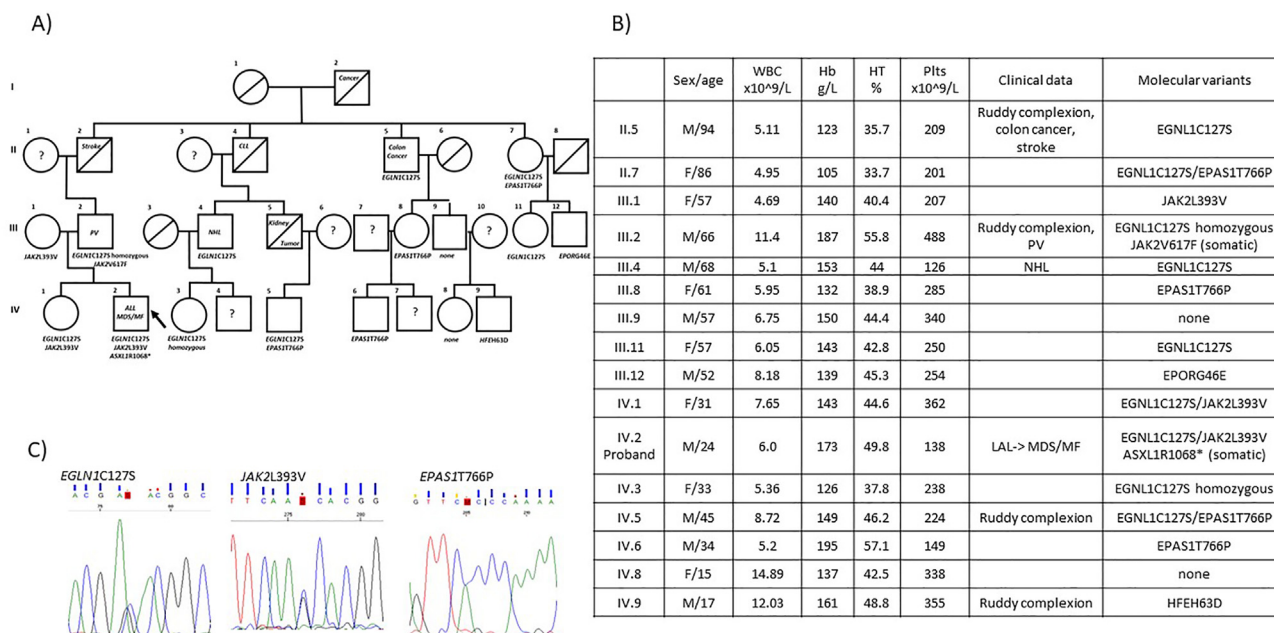 A)
I
1
2
Cancer
II
1
2
3
4
5
6
7
8
?
Stroke
?
CLL
Colon
Cancer
EGLN1C127S
EGLN1C127S
EPAS1T766P
III
1
2
3
4
5
6
7
8
9
10
11
12
PV
NHL
Kidney
Tumor
?
?
?
JAK2L393V
EGLN1C127S homozygous
JAK2V617F
EGLN1C127S
EPAS1T766P
none
EGLN1C127S
EPORG46E
IV
1
2
3
4
5
6
7
8
9
ALL
MDS/MF
?
?
EGLN1C127S
JAK2L393V
EGLN1C127S
JAK2L393V
ASXL1R1068*
EGLN1C127S
homozygous
EGLN1C127S
EPAS1T766P
EPAS1T766P
none
HFEH63D
B)
Sex/age WBC x10^9/L Hb g/L HT % Plts x10^9/L Clinical data Molecular variants
II.5 M/94 5.11 123 35.7 209 Ruddy complexion, colon cancer, stroke EGNL1C127S
II.7 F/86 4.95 105 33.7 201 EGNL1C127S/EPAS1T766P
III.1 F/57 4.69 140 40.4 207 JAK2L393V
III.2 M/66 11.4 187 55.8 488 Ruddy complexion, PV EGNL1C127S homozygous JAK2V617F (somatic)
III.4 M/68 5.1 153 44 126 NHL EGNL1C127S
III.8 F/61 5.95 132 38.9 285 EPAS1T766P
III.9 M/57 6.75 150 44.4 340 none
III.11 F/57 6.05 143 42.8 250 EGNL1C127S
III.12 M/52 8.18 139 45.3 254 EPORG46E
IV.1 F/31 7.65 143 44.6 362 EGNL1C127S/JAK2L393V
IV.2 Proband M/24 6.0 173 49.8 138 LAL-> MDS/MF EGNL1C127S/JAK2L393V ASXL1R1068* (somatic)
IV.3 F/33 5.36 126 37.8 238 EGNL1C127S homozygous
IV.5 M/45 8.72 149 46.2 224 Ruddy complexion EGNL1C127S/EPAS1T766P
IV.6 M/34 5.2 195 57.1 149 EPAS1T766P
IV.8 F/15 14.89 137 42.5 338 none
IV.9 M/17 12.03 161 48.8 355 Ruddy complexion HFEH63D
C)
EGLN1C127S
A C G A A C G G C
JAK2L393V
T T C A A C A C G G
275
EPAS1T766P
G T T C C C C A A A A